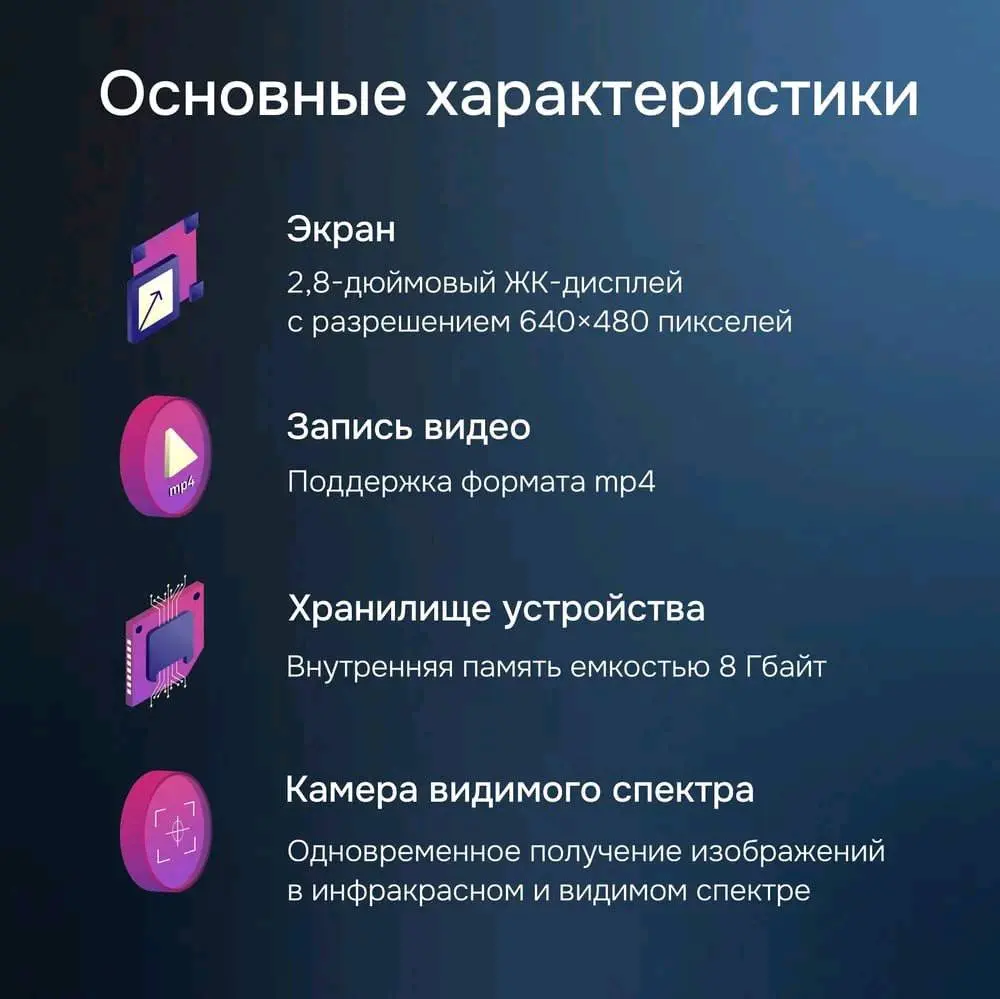 Основные характеристики
Экран
2,8-дюймовый ЖК-дисплей
с разрешением 640×480 пикселей
Запись видео
Поддержка формата mp4
mp4
Хранилище устройства
Внутренняя память емкостью 8 Гбайт
Камера видимого спектра
Одновременное получение изображений
в инфракрасном и видимом спектре